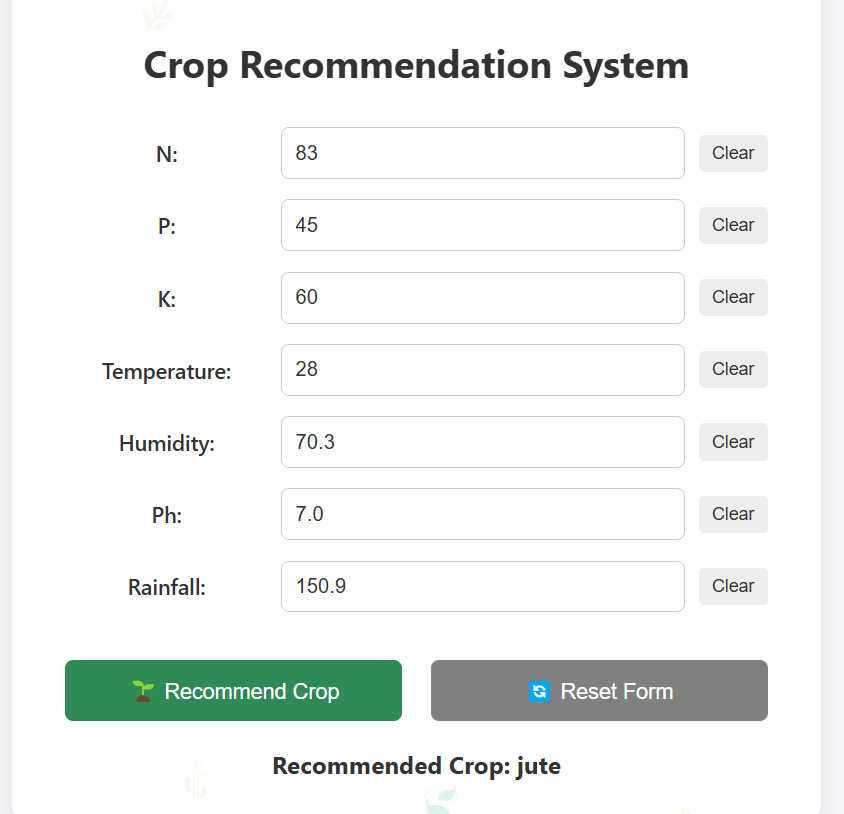 Crop Recommendation System
N: 83 Clear
P: 45 Clear
K: 60 Clear
Temperature: 28 Clear
Humidity: 70.3 Clear
Ph: 7.0 Clear
Rainfall: 150.9 Clear
Recommend Crop Reset Form
Recommended Crop: jute